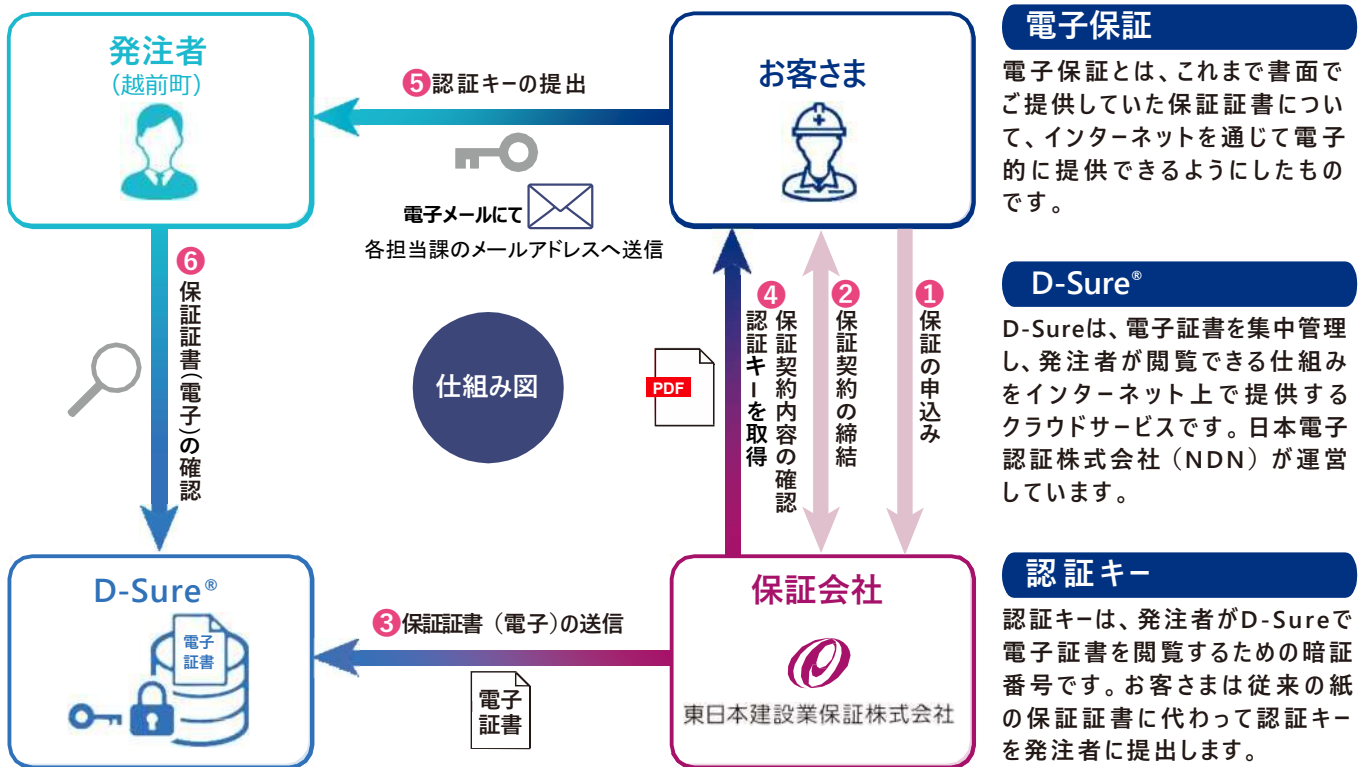 発注者
（越前町）
❺認証キーの提出
電子メールにて
各担当課のメールアドレスへ送信
お客さま
❻保証証書（電子）の確認
仕組み図
PDF
❹保証契約内容の確認
認証キーを取得
❷保証契約の締結
❶保証の申込み
D-Sure®
電子
証書
❸保証証書（電子）の送信
電子
証書
保証会社
東日本建設業保証株式会社
電子保証
電子保証とは、これまで書面で
ご提供していた保証証書につい
て、インターネットを通じて電子
的に提供できるようにしたもの
です。
D-Sure®
D-Sureは、電子証書を集中管理
し、発注者が閲覧できる仕組み
をインターネット上で提供する
クラウドサービスです。日本電子
認証株式会社（NDN）が運営
しています。
認証キー
認証キーは、発注者がD-Sureで
電子証書を閲覧するための暗証
番号です。お客さまは従来の紙
の保証証書に代わって認証キー
を発注者に提出します。